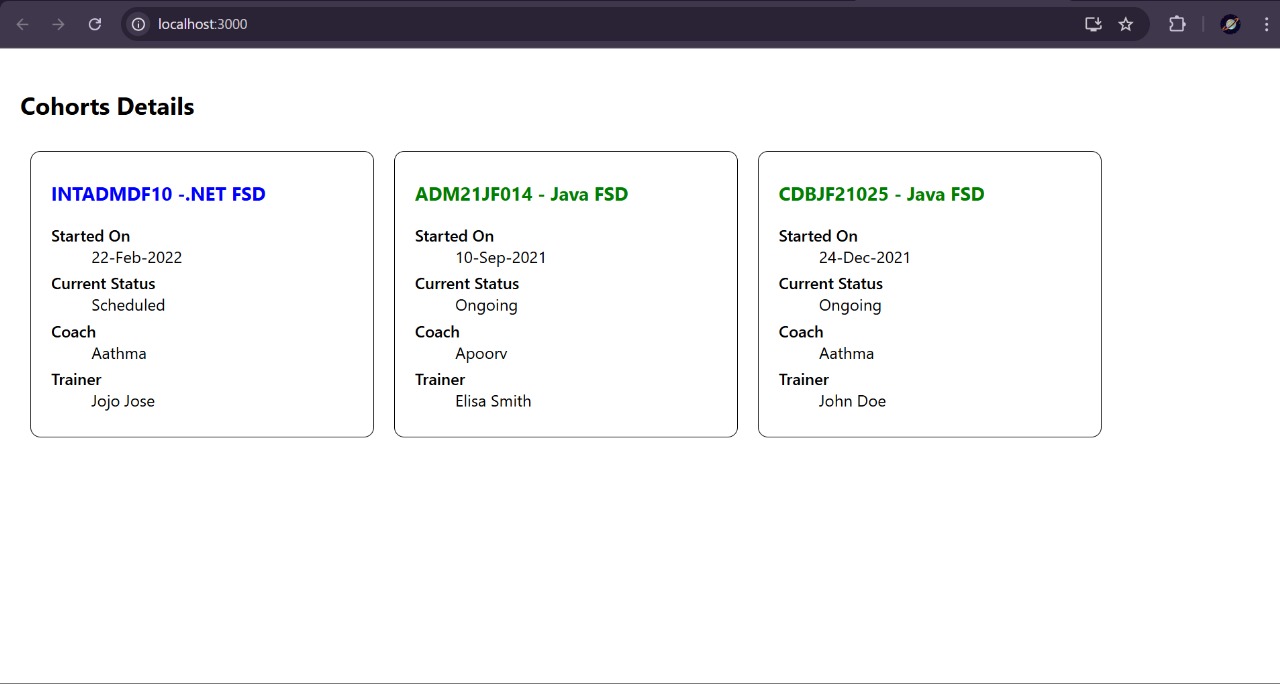 localhost:3000
Cohorts Details
INTADMDF10 -.NET FSD
Started On
22-Feb-2022
Current Status
Scheduled
Coach
Aathma
Trainer
Jojo Jose
ADM21JF014 - Java FSD
Started On
10-Sep-2021
Current Status
Ongoing
Coach
Apoorv
Trainer
Elisa Smith
CDBJF21025 - Java FSD
Started On
24-Dec-2021
Current Status
Ongoing
Coach
Aathma
Trainer
John Doe